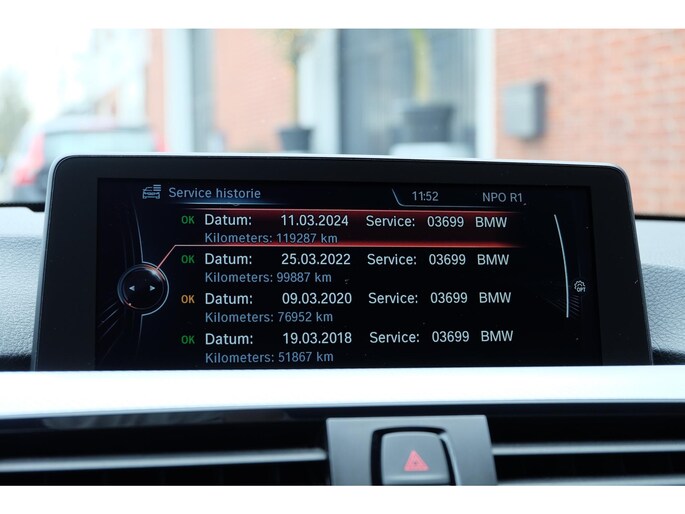 Service historie 11:52 NPO R1
OK Datum: 11.03.2024 Service: 03699 BMW
Kilometers: 119287 km
OK Datum: 25.03.2022 Service: 03699 BMW
Kilometers: 99887 km
OK Datum: 09.03.2020 Service: 03699 BMW
Kilometers: 76952 km
OK Datum: 19.03.2018 Service: 03699 BMW
Kilometers: 51867 km